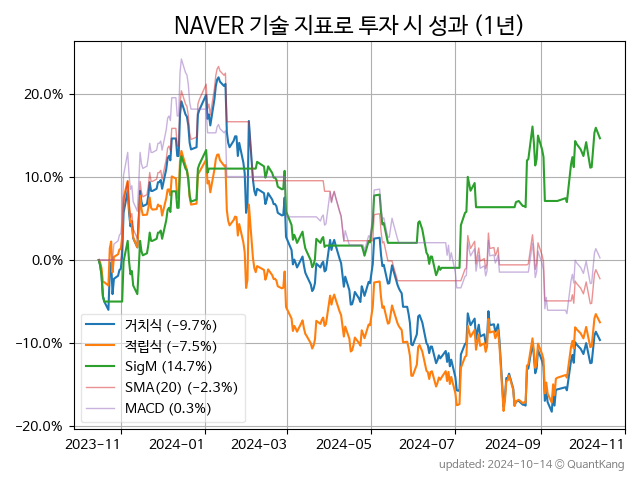 NAVER 기술 지표로 투자 시 성과 (1년)
20.0%
10.0%
0.0%
−10.0%
−20.0%
거치식 (−9.7%)
적립식 (−7.5%)
SigM (14.7%)
SMA(20) (−2.3%)
MACD (0.3%)
2023-11
2024-01
2024-03
2024-05
2024-07
2024-09
2024-11
updated: 2024-10-14 © QuantKang